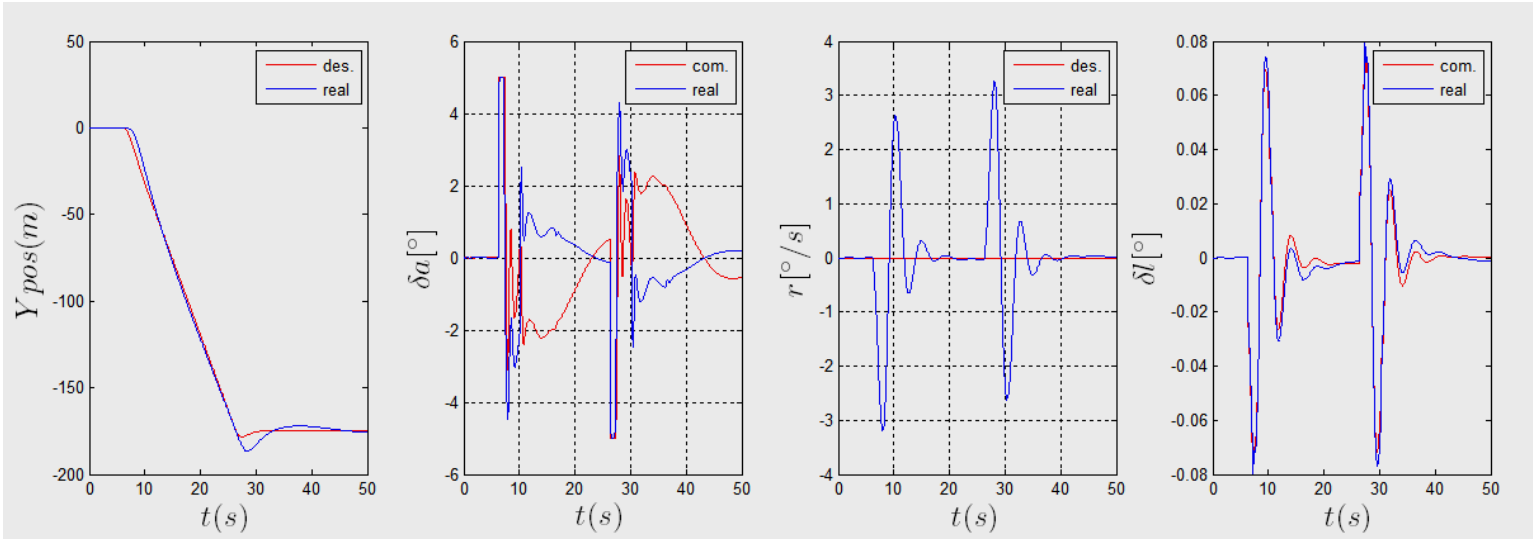 50
0
-50
-100
-150
-200
0 10 20 30 40 50
Y pos(m)
t(s)
des.
real
6
4
2
0
-2
-4
-6
0 10 20 30 40 50
δa[°]
t(s)
com.
real
4
3
2
1
0
-1
-2
-3
-4
0 10 20 30 40 50
r[°/s]
t(s)
des.
real
0.08
0.06
0.04
0.02
0
-0.02
-0.04
-0.06
-0.08
0 10 20 30 40 50
δl[°]
t(s)
com.
real